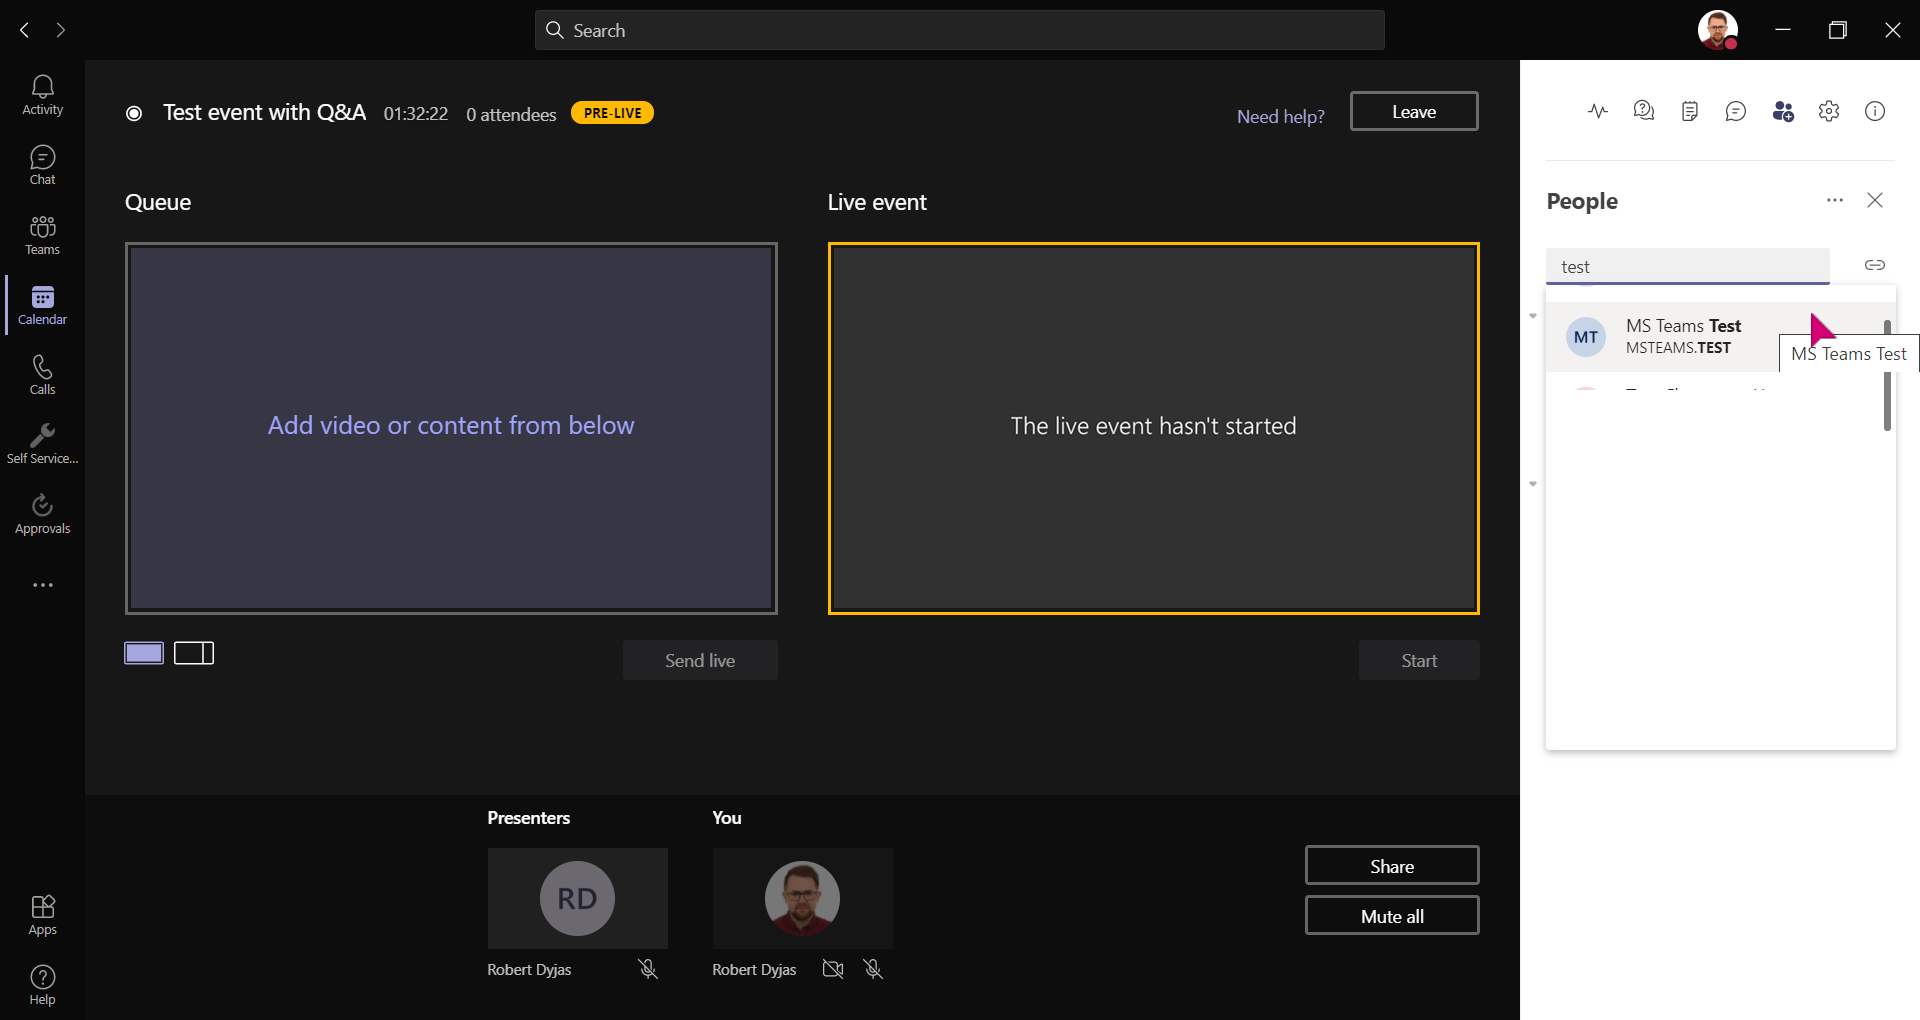 Search
Activity
Chat
Teams
Calendar
Calls
Self Service...
Approvals
Apps
Help
Test event with Q&A 01:32:22 0 attendees PRE-LIVE
Need help?
Leave
Queue
Add video or content from below
Send live
Live event
The live event hasn't started
Start
Presenters
RD
Robert Dyjas
You
Robert Dyjas
Share
Mute all
People
test
MT
MS Teams Test
MSTEAMS.TEST
MS Teams Test